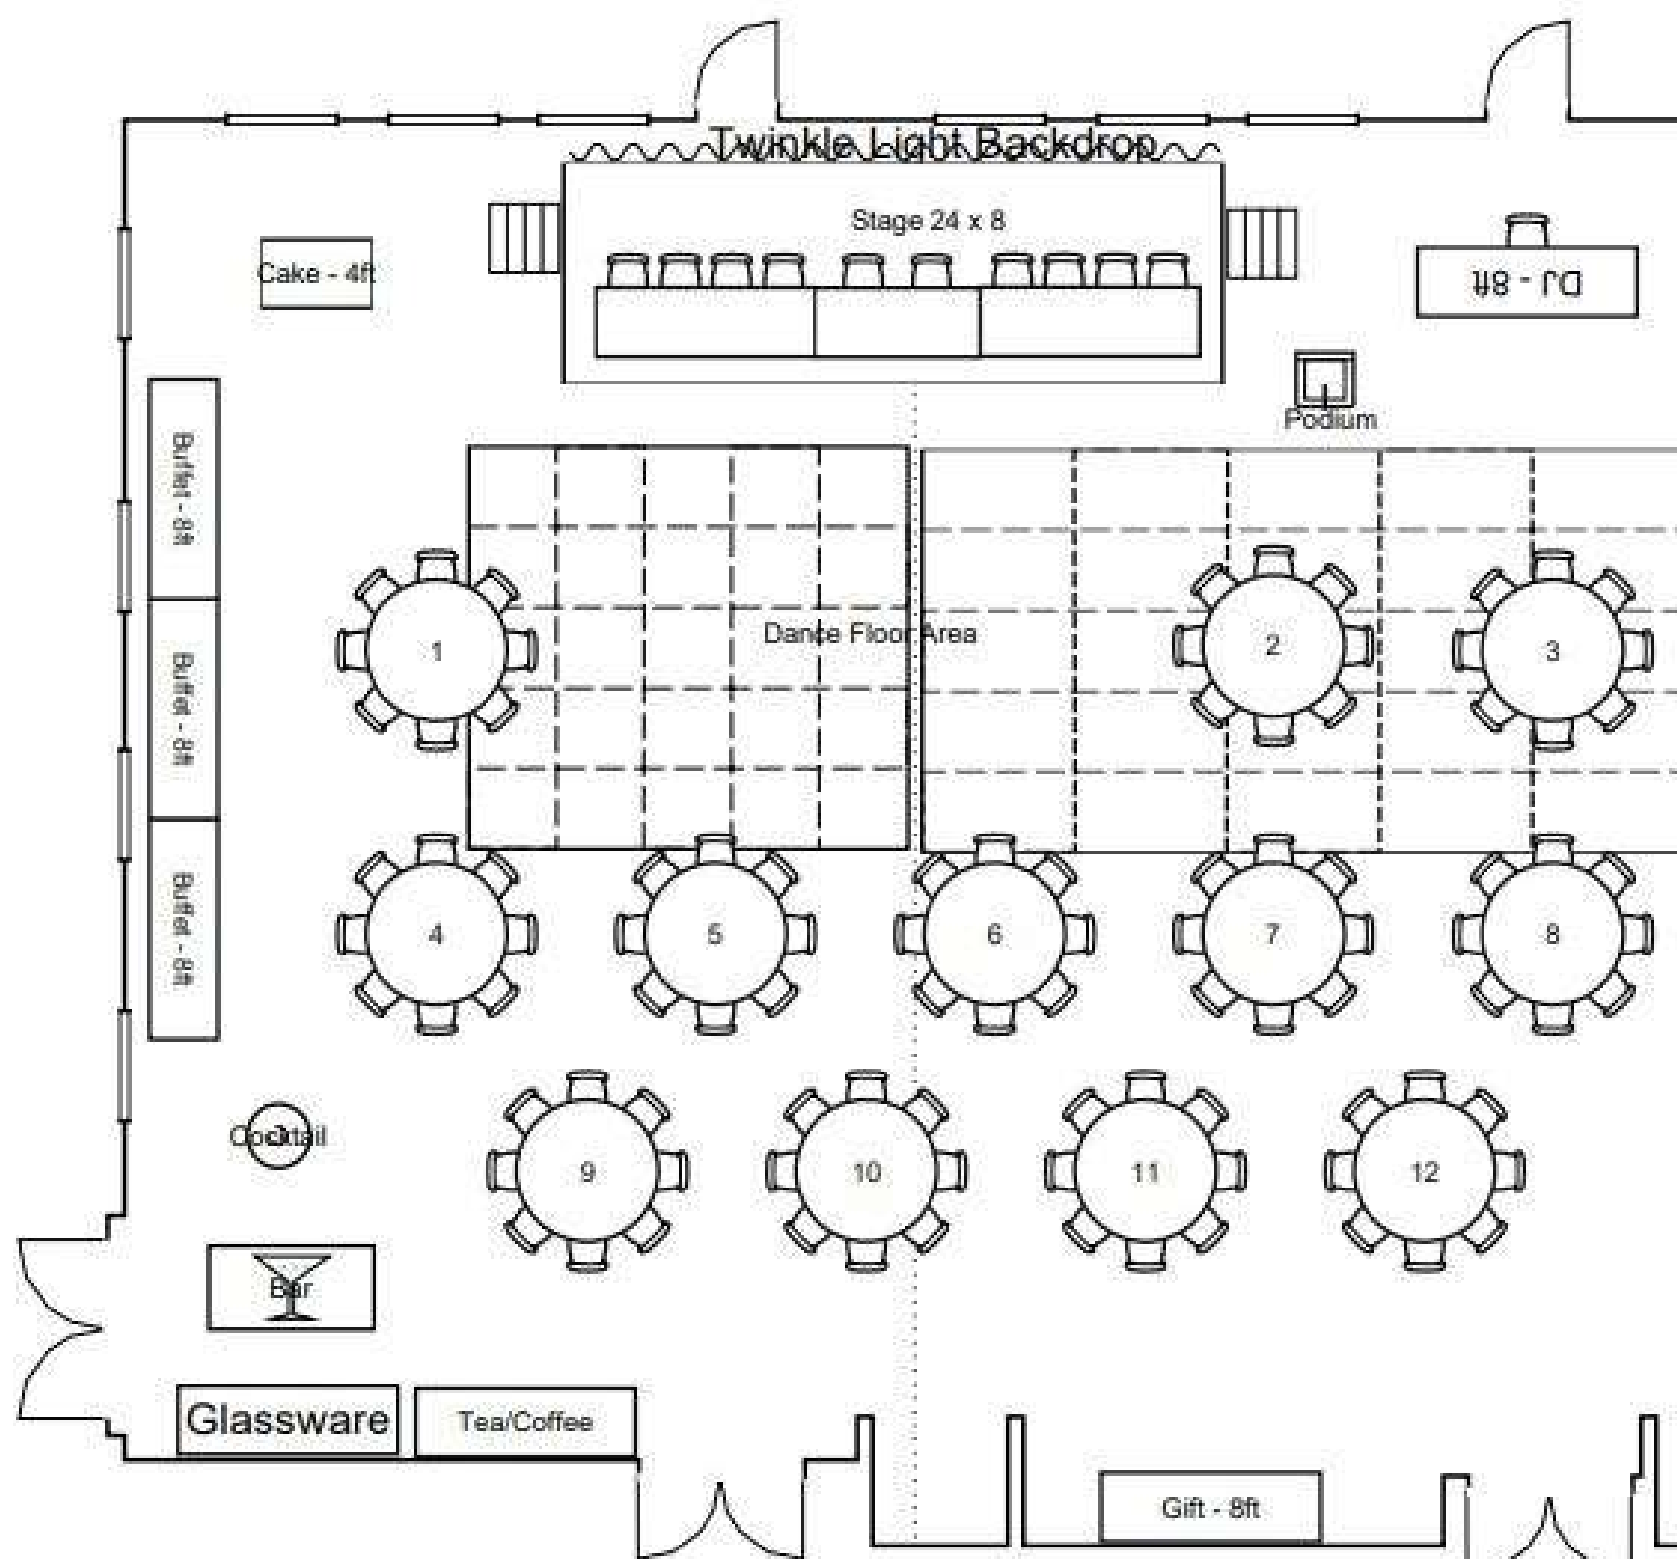 Twinkle Light Backdrop
Stage 24 x 8
Cake - 4ft
DJ - 8ft
Podium
Buffet - 8ft
Buffet - 8ft
Buffet - 8ft
Dance Floor Area
1
2
3
4
5
6
7
8
9
10
11
12
Cocktail
Bar
Glassware
Tea/Coffee
Gift - 8ft